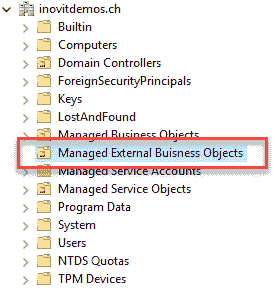 inovitdemos.ch
Builtin
Computers
Domain Controllers
ForeignSecurityPrincipals
Keys
LostAndFound
Managed Business Objects
Managed External Buisness Objects
Managed Service Accounts
Managed Service Objects
Program Data
System
Users
NTDS Quotas
TPM Devices